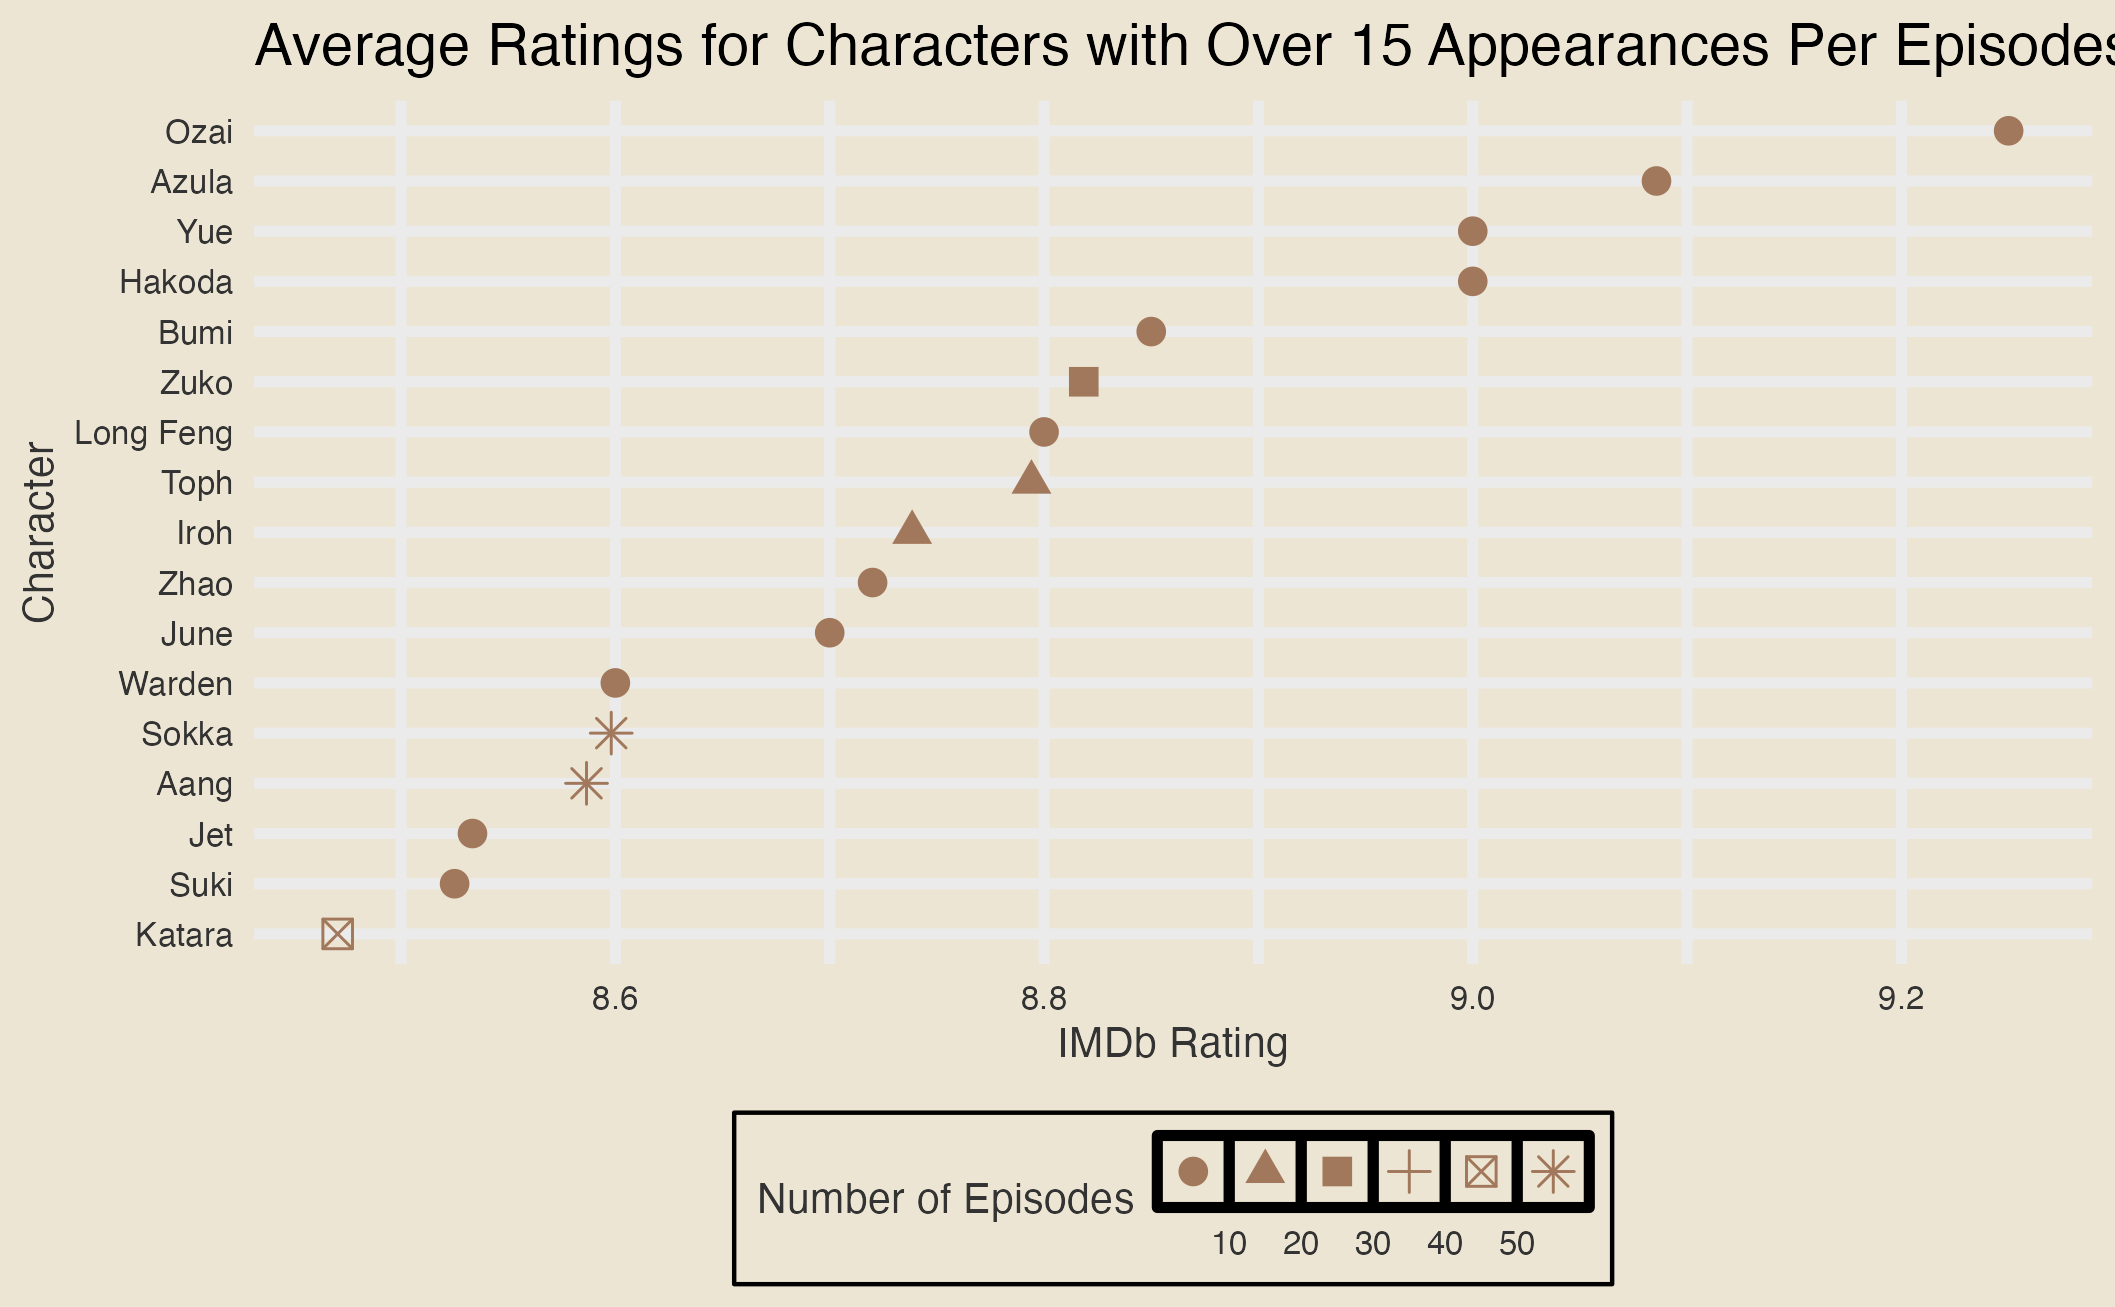 Average Ratings for Characters with Over 15 Appearances Per Episodes
Character
Ozai
Azula
Yue
Hakoda
Bumi
Zuko
Long Feng
Toph
Iroh
Zhao
June
Warden
Sokka
Aang
Jet
Suki
Katara
8.6 8.8 9.0 9.2
IMDb Rating
Number of Episodes
10 20 30 40 50